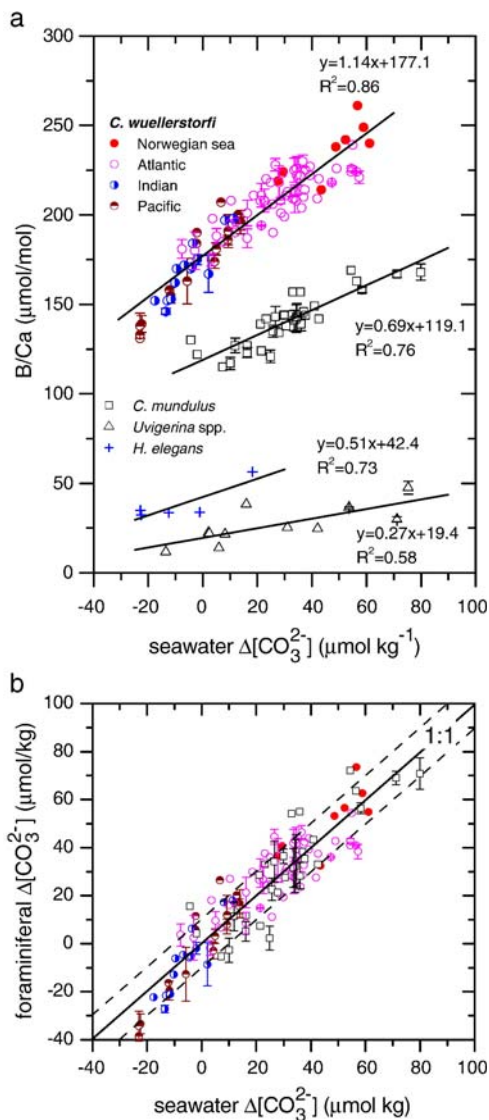 a
300
250
200
150
100
50
0
B/Ca (μmol/mol)
y=1.14x+177.1
R²=0.86
C. wuellerstorfi
Norwegian sea
Atlantic
Indian
Pacific
y=0.69x+119.1
R²=0.76
C. mundulus
Uvigerina spp.
H. elegans
y=0.51x+42.4
R²=0.73
y=0.27x+19.4
R²=0.58
-40 -20 0 20 40 60 80 100
seawater Δ[CO₃²⁻] (μmol kg⁻¹)
b
100
80
60
40
20
0
-20
-40
foraminiferal Δ[CO₃²⁻] (μmol/kg)
1:1
-40 -20 0 20 40 60 80 100
seawater Δ[CO₃²⁻] (μmol kg)